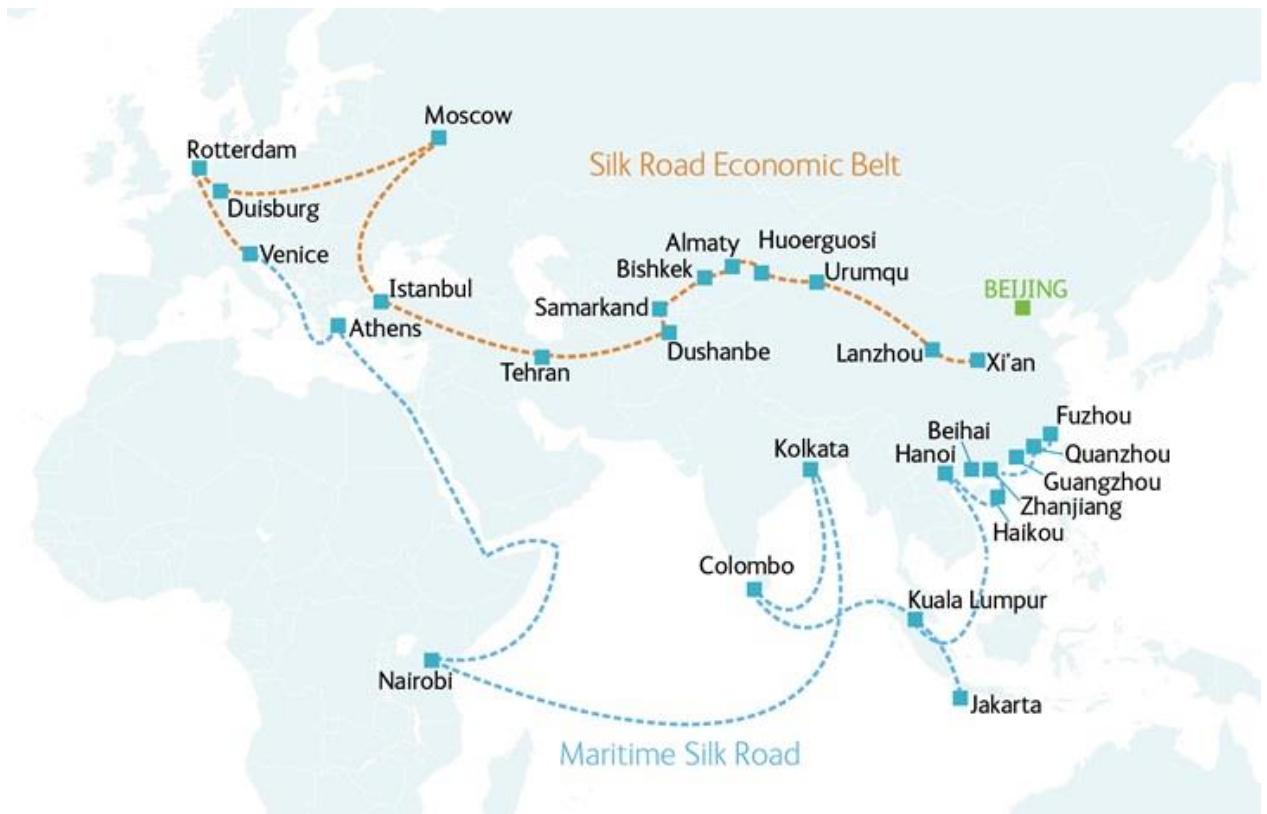 Moscow
Rotterdam
Silk Road Economic Belt
Duisburg
Huoerguosi
Almaty
Venice
Bishkek
Urumqu
Istanbul
BEIJING
Samarkand
Athens
Dushanbe
Lanzhou
Xi'an
Tehran
Fuzhou
Beihai
Kolkata
Hanoi
Quanzhou
Guangzhou
Zhanjiang
Haikou
Colombo
Kuala Lumpur
Nairobi
Jakarta
Maritime Silk Road